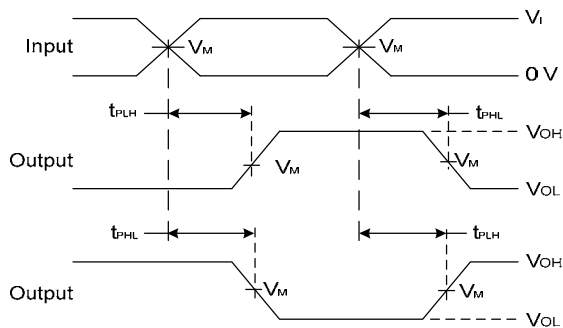 VI
Input VM VM
0 V
tPLH tPHL
VOH
Output VM VM
VOL
tPHL tPLH
VOH
Output VM VM
VOL